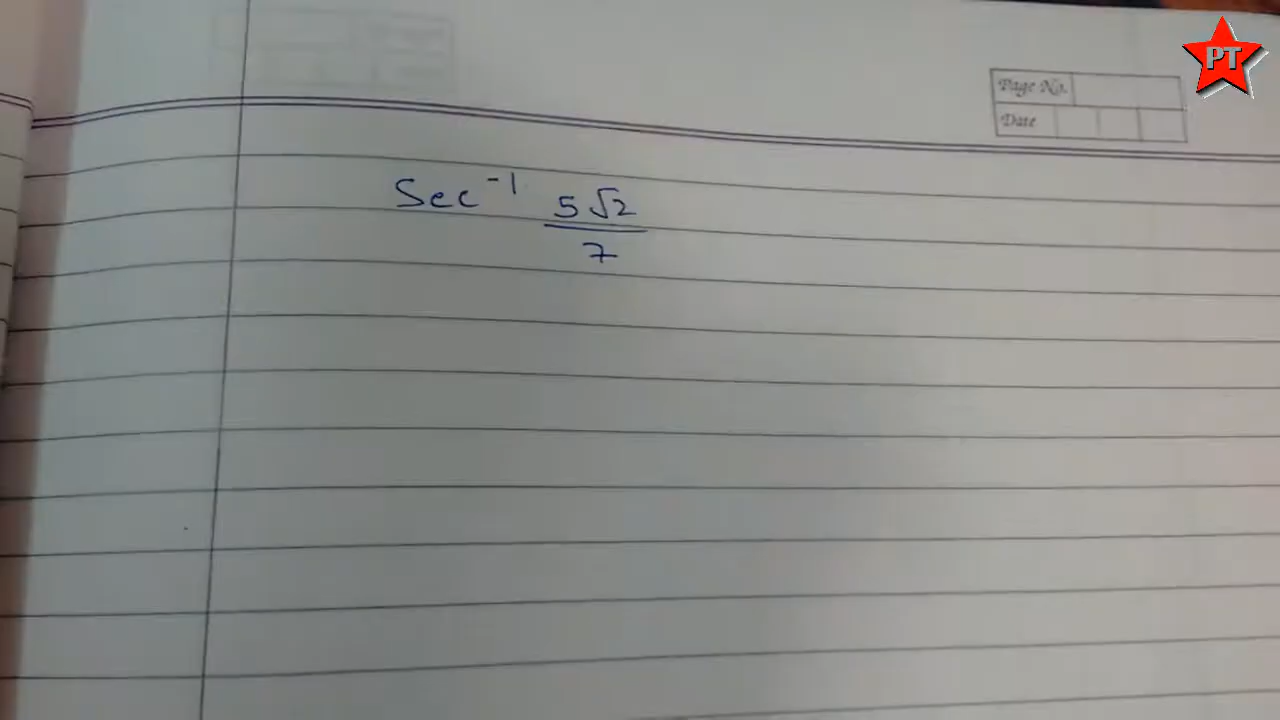 PT
Page No.
Date
Sec⁻¹ 5√2
7